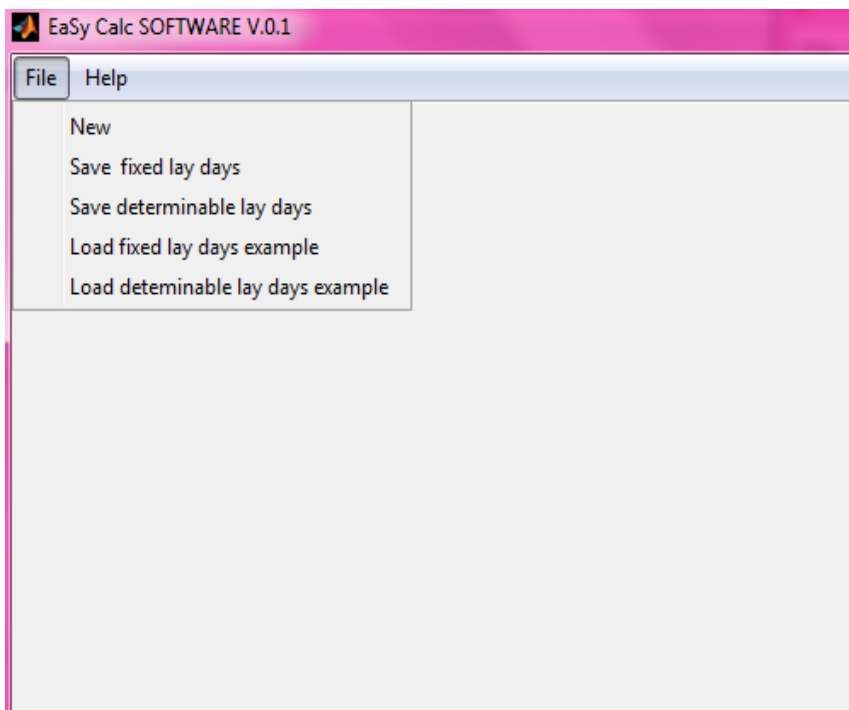 EaSy Calc SOFTWARE V.0.1
File Help
New
Save fixed lay days
Save determinable lay days
Load fixed lay days example
Load deteminable lay days example